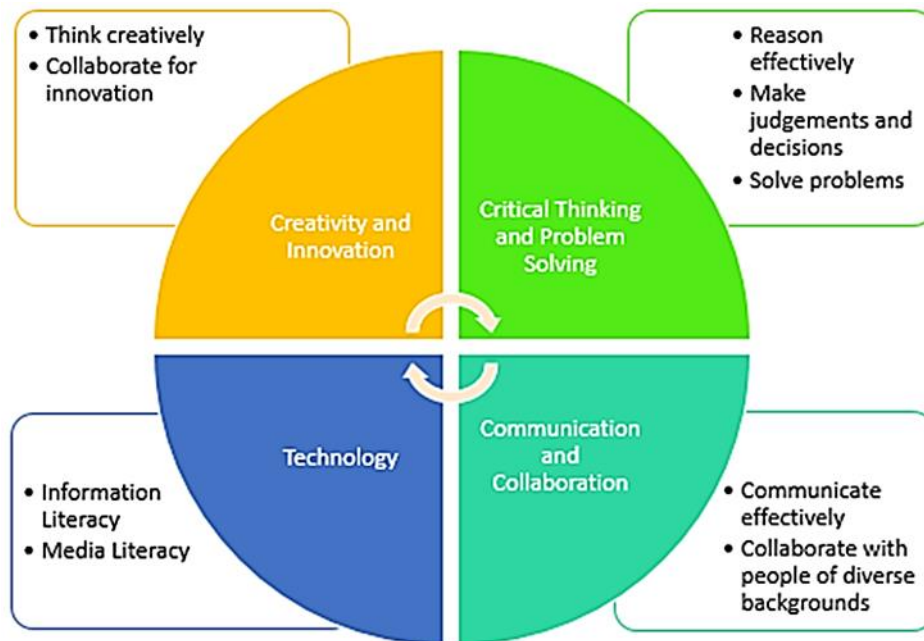 • Think creatively
• Collaborate for
innovation
• Reason
effectively
• Make
judgements and
decisions
• Solve problems
Creativity and
Innovation
Critical Thinking
and Problem
Solving
Technology
Communication
and
Collaboration
• Information
Literacy
• Media Literacy
• Communicate
effectively
• Collaborate with
people of diverse
backgrounds